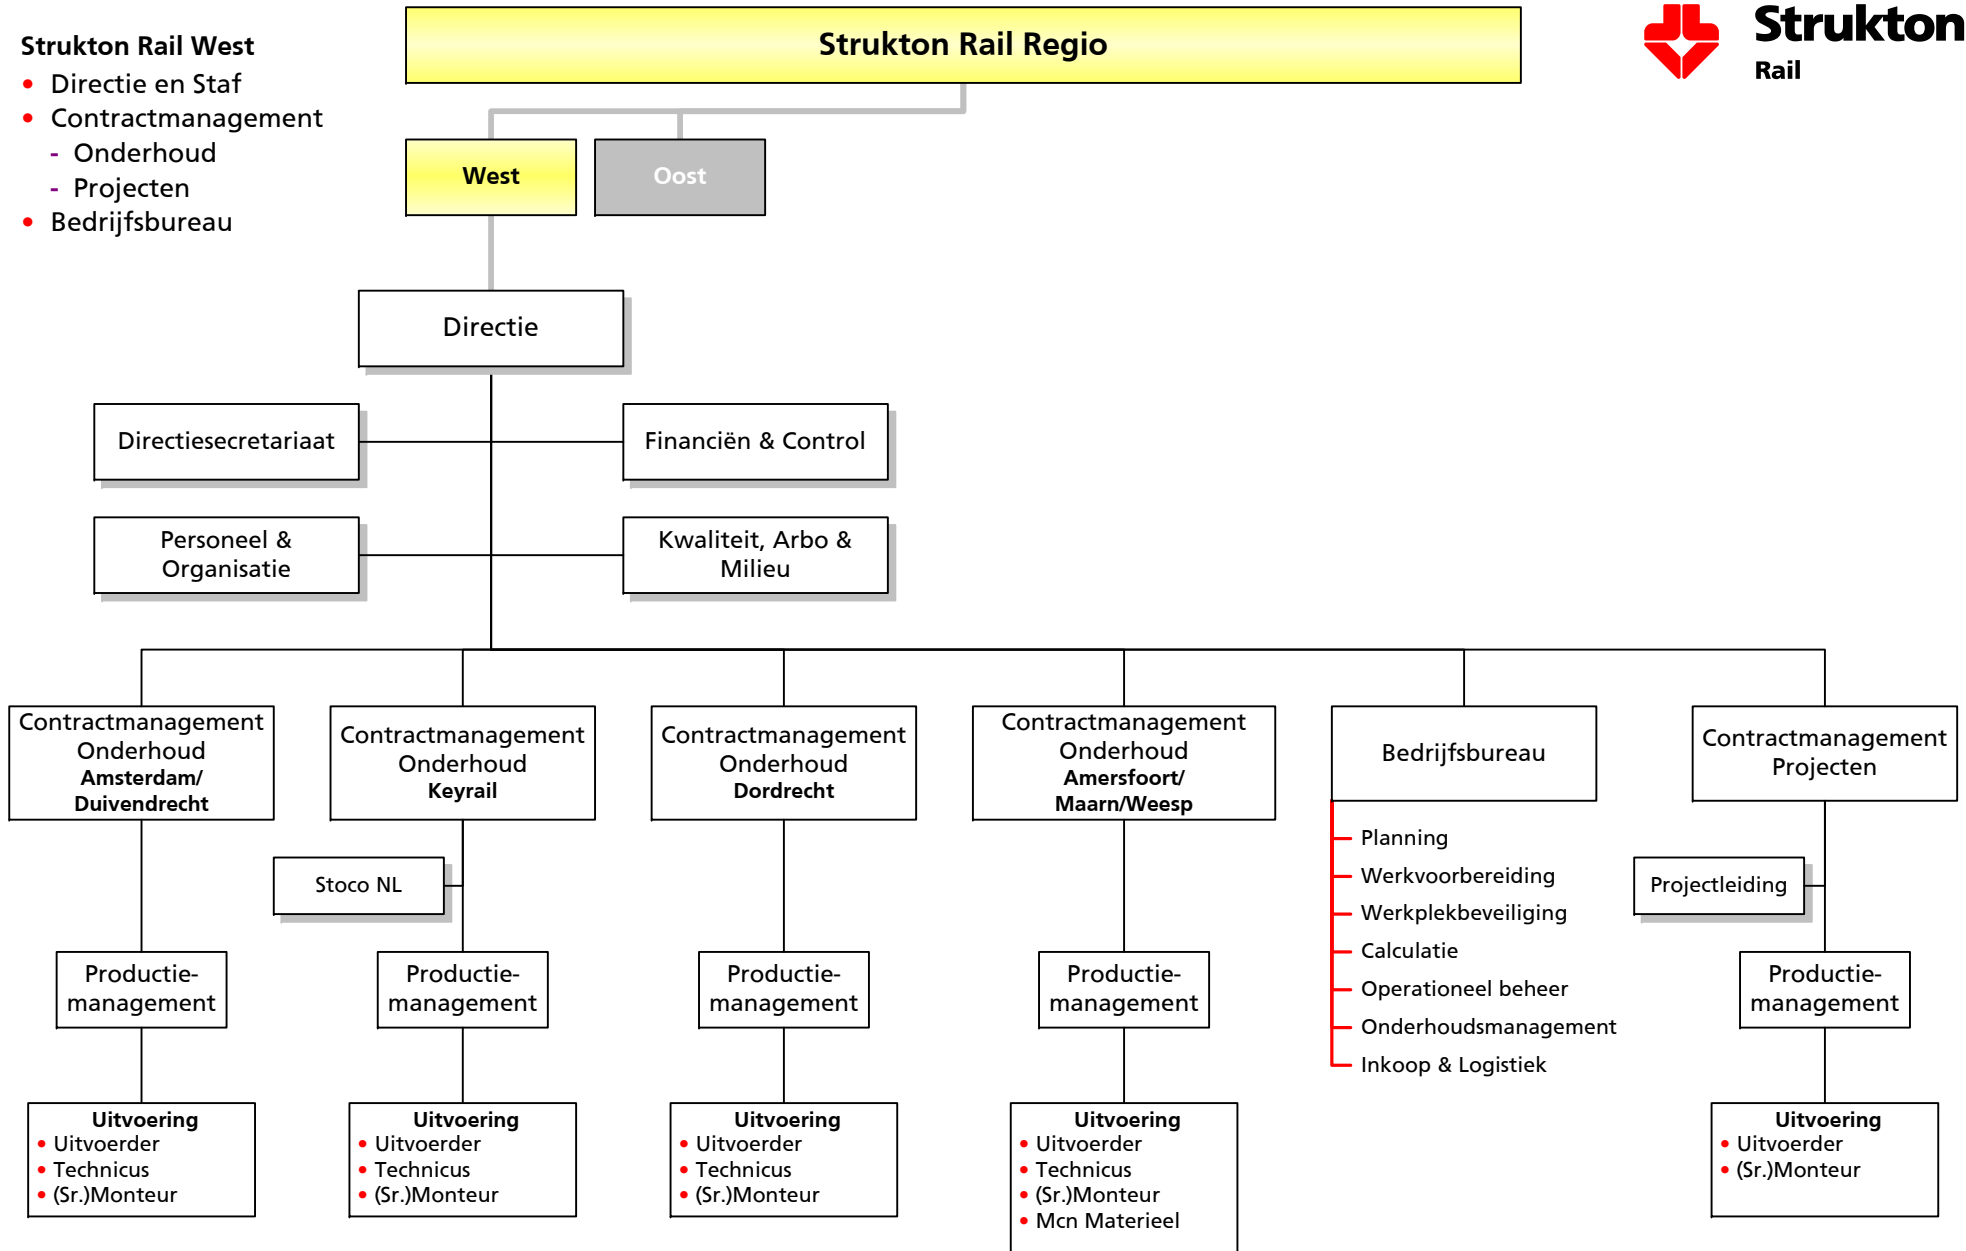 Strukton Rail West
• Directie en Staf
• Contractmanagement
- Onderhoud
- Projecten
• Bedrijfsbureau
Strukton Rail Regio
Strukton
Rail
West
Oost
Directie
Directiesecretariaat
Financiën & Control
Personeel &
Organisatie
Kwaliteit, Arbo &
Milieu
Contractmanagement
Onderhoud
Amsterdam/
Duivendrecht
Contractmanagement
Onderhoud
Keyrail
Contractmanagement
Onderhoud
Dordrecht
Contractmanagement
Onderhoud
Amersfoort/
Maarn/Weesp
Bedrijfsbureau
Contractmanagement
Projecten
Stoco NL
Planning
Werkvoorbereiding
Werkplekbeveiliging
Calculatie
Operationeel beheer
Onderhoudsmanagement
Inkoop & Logistiek
Projectleiding
Productie-
management
Productie-
management
Productie-
management
Productie-
management
Productie-
management
Uitvoering
• Uitvoerder
• Technicus
• (Sr.)Monteur
Uitvoering
• Uitvoerder
• Technicus
• (Sr.)Monteur
Uitvoering
• Uitvoerder
• Technicus
• (Sr.)Monteur
Uitvoering
• Uitvoerder
• Technicus
• (Sr.)Monteur
• Mcn Materieel
Uitvoering
• Uitvoerder
• (Sr.)Monteur